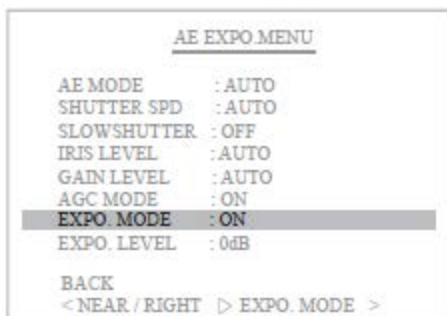 AE EXPO.MENU
AE MODE : AUTO
SHUTTER SPD : AUTO
SLOWSHUTTER : OFF
IRIS LEVEL : AUTO
GAIN LEVEL : AUTO
AGC MODE : ON
EXPO. MODE : ON
EXPO. LEVEL : 0dB
BACK
< NEAR / RIGHT ▷ EXPO. MODE >